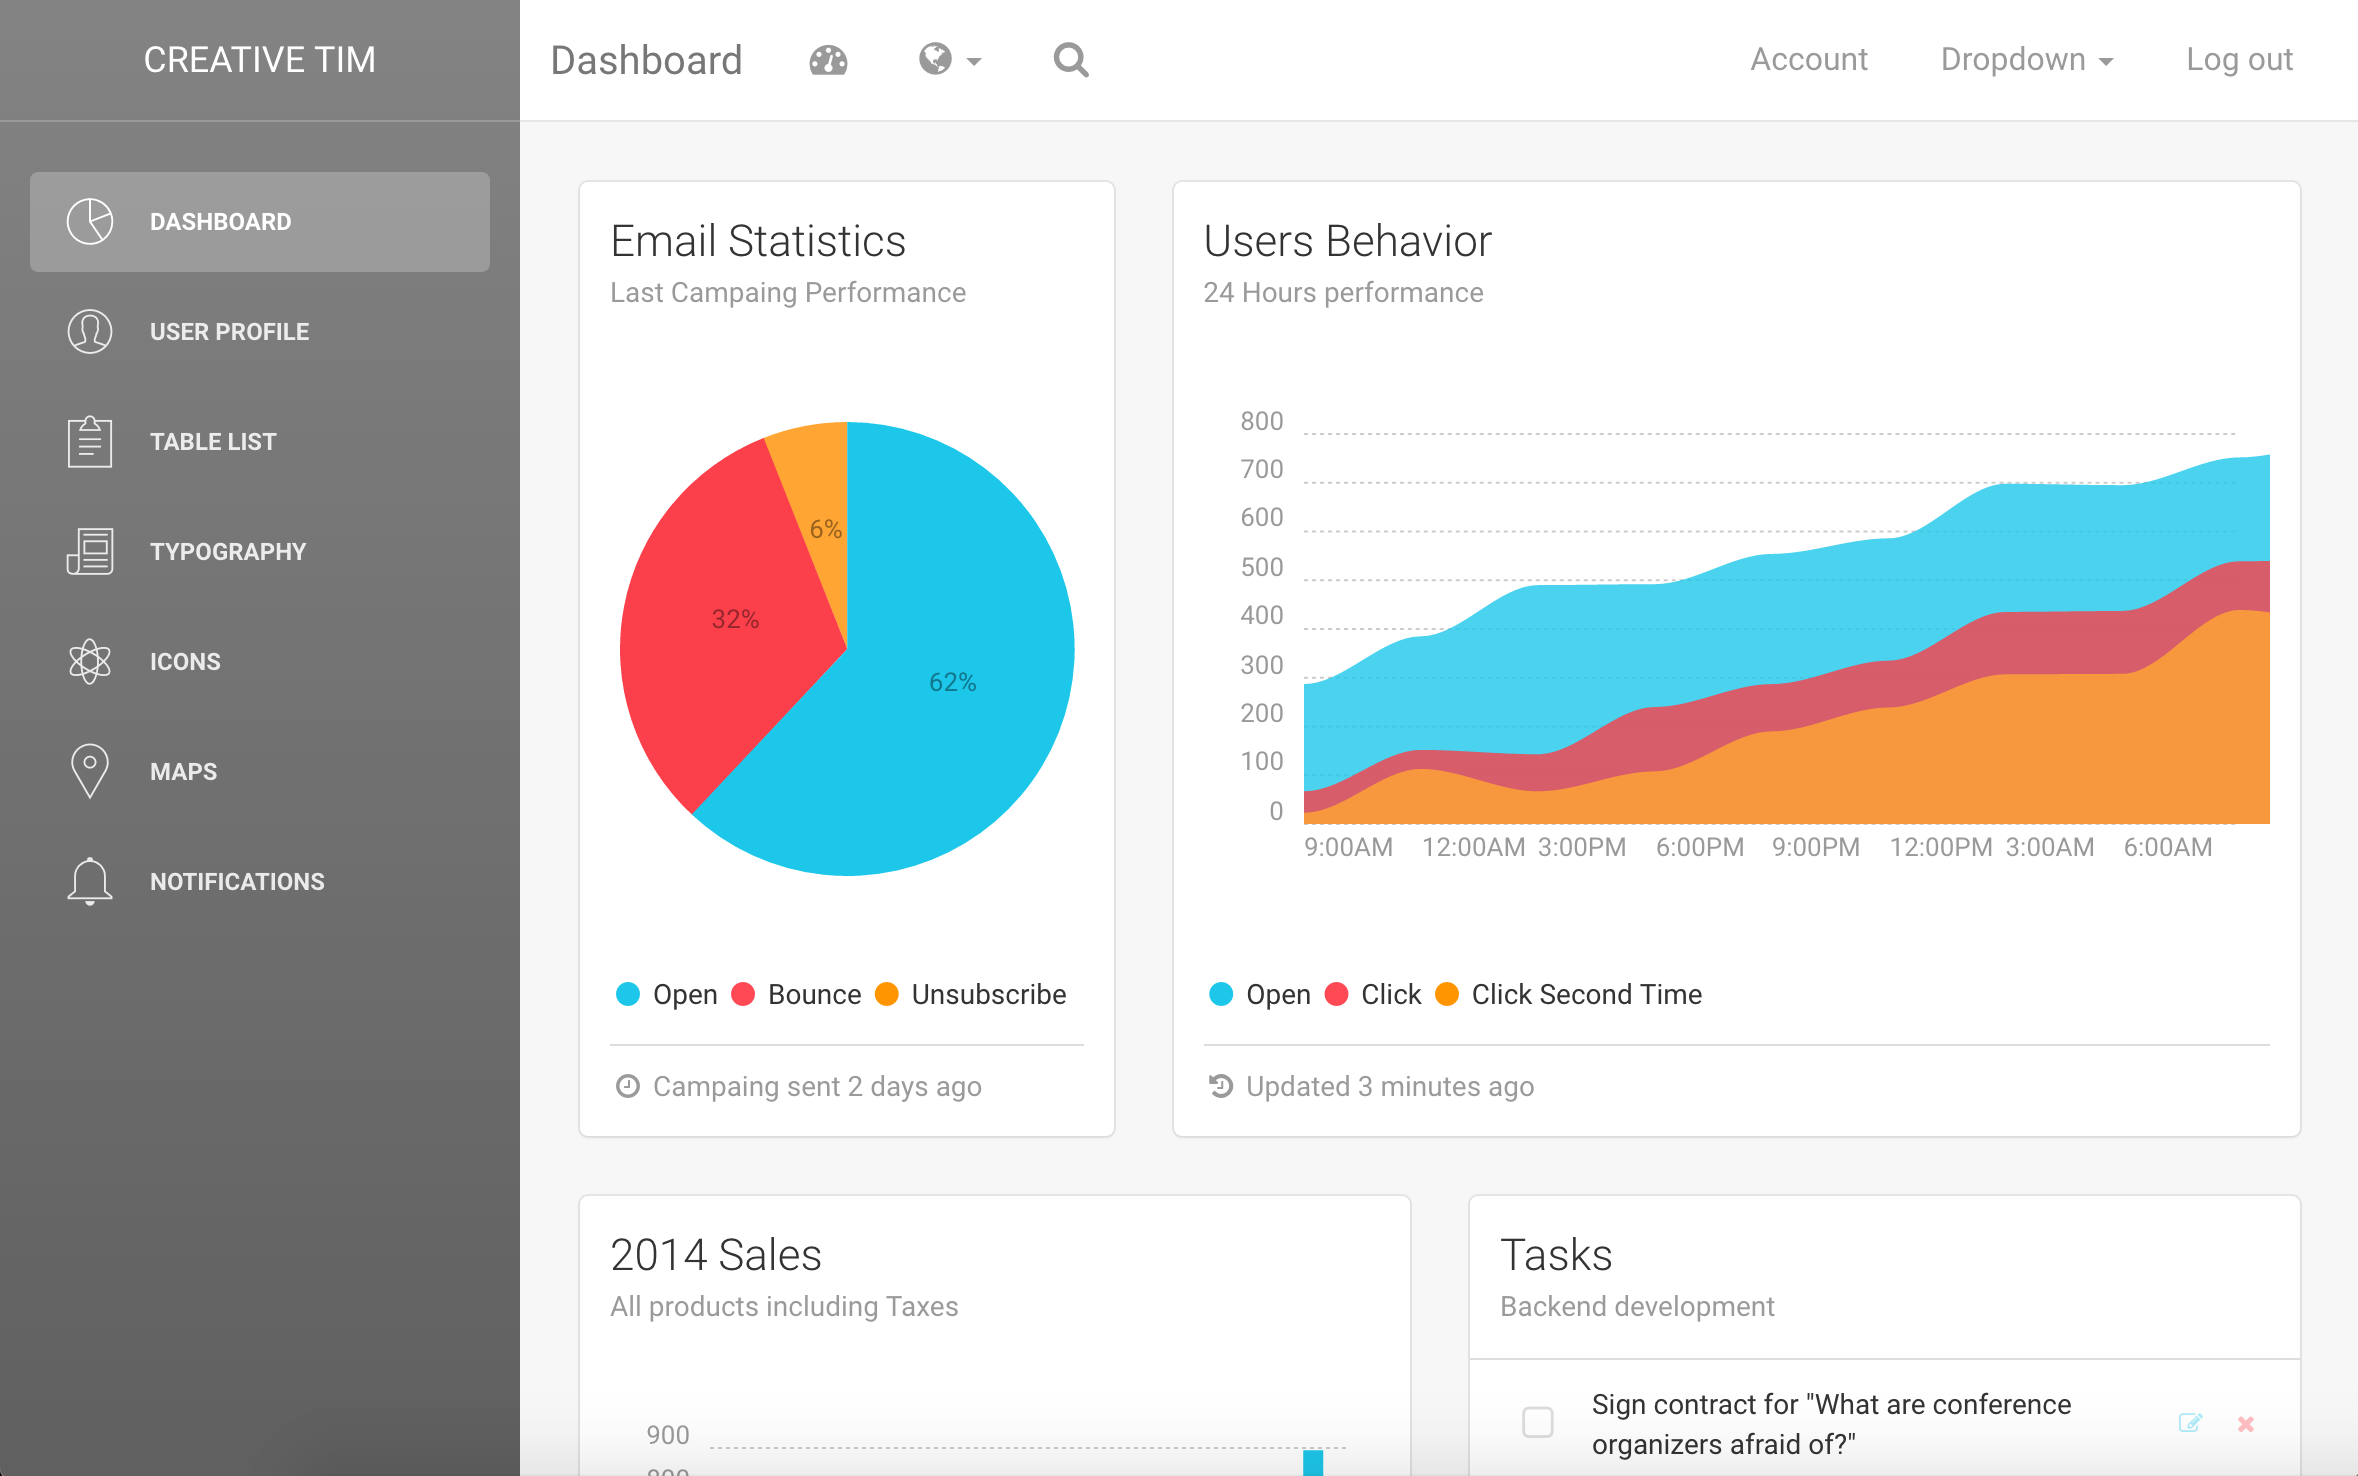 CREATIVE TIM
Dashboard
Account
Dropdown
Log out
DASHBOARD
USER PROFILE
TABLE LIST
TYPOGRAPHY
ICONS
MAPS
NOTIFICATIONS
Email Statistics
Last Campaing Performance
6%
32%
62%
Open Bounce Unsubscribe
Campaing sent 2 days ago
Users Behavior
24 Hours performance
800
700
600
500
400
300
200
100
0
9:00AM 12:00AM 3:00PM 6:00PM 9:00PM 12:00PM 3:00AM 6:00AM
Open Click Click Second Time
Updated 3 minutes ago
2014 Sales
All products including Taxes
900
Tasks
Backend development
Sign contract for "What are conference
organizers afraid of?"